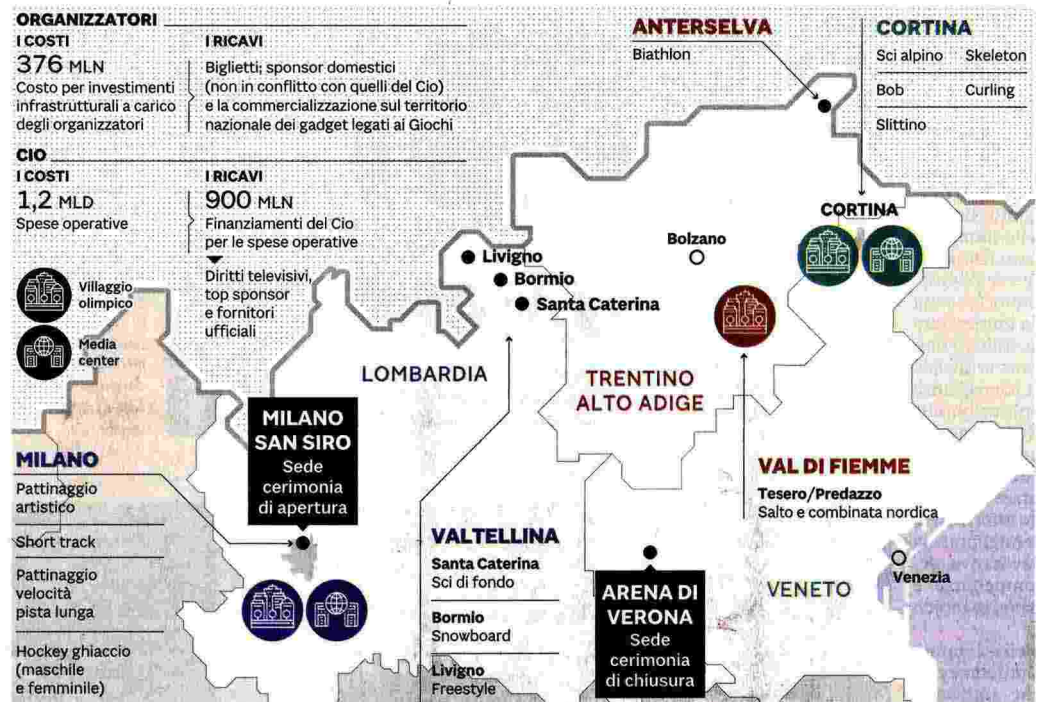 ORGANIZZATORI
I COSTI
376 MLN
Costo per investimenti
infrastrutturali a carico
degli organizzatori
I RICAVI
Biglietti; sponsor domestici
(non in conflitto con quelli del Cio)
e la commercializzazione sul territorio
nazionale dei gadget legati ai Giochi
CIO
I COSTI
1,2 MLD
Spese operative
I RICAVI
900 MLN
Finanziamenti del Cio
per le spese operative
Diritti televisivi,
top sponsor
e fornitori
ufficiali
Villaggio
olimpico
Media
center
ANTERSELVA
Biathlon
CORTINA
Sci alpino
Skeleton
Bob
Curling
Slittino
CORTINA
Bolzano
Livigno
Bormio
Santa Caterina
LOMBARDIA
TRENTINO
ALTO ADIGE
MILANO
SAN SIRO
Sede
cerimonia
di apertura
MILANO
Pattinaggio
artistico
Short track
Pattinaggio
velocità
pista lunga
Hockey ghiaccio
(maschile
e femminile)
VALTELLINA
Santa Caterina
Sci di fondo
Bormio
Snowboard
Livigno
Freestyle
VAL DI FIEMME
Tesero/Predazzo
Salto e combinata nordica
ARENA DI
VERONA
Sede
cerimonia
di chiusura
VENETO
Venezia